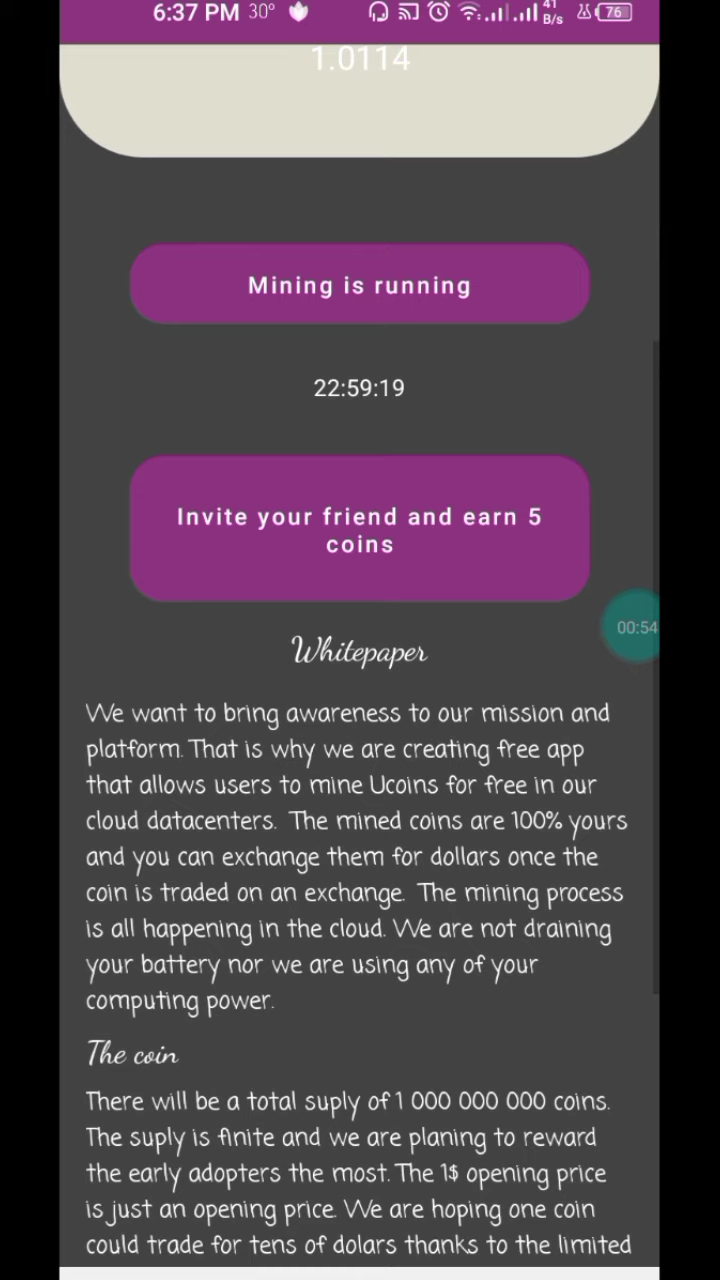 6:37 PM 30° 41 B/s 76
1.0114
Mining is running
22:59:19
Invite your friend and earn 5
coins
00:54
Whitepaper
We want to bring awareness to our mission and
platform. That is why we are creating free app
that allows users to mine Ucoins for free in our
cloud datacenters. The mined coins are 100% yours
and you can exchange them for dollars once the
coin is traded on an exchange. The mining process
is all happening in the cloud. We are not draining
your battery nor we are using any of your
computing power.
The coin
There will be a total suply of 1 000 000 000 coins.
The suply is finite and we are planing to reward
the early adopters the most. The 1$ opening price
is just an opening price. We are hoping one coin
could trade for tens of dolars thanks to the limited